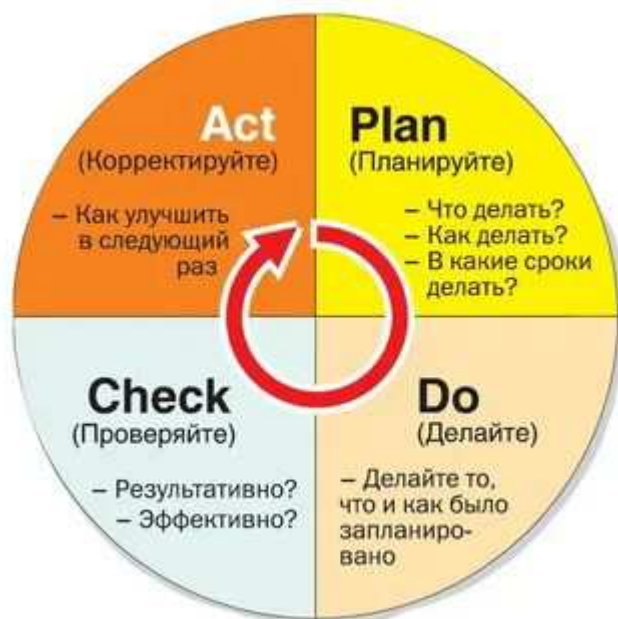 Act
(Корректируйте)
– Как улучшить
в следующий
раз
Plan
(Планируйте)
– Что делать?
– Как делать?
– В какие сроки
делать?
Check
(Проверяйте)
– Результативно?
– Эффективно?
Do
(Делайте)
– Делайте то,
что и как было
запланиро-
вано